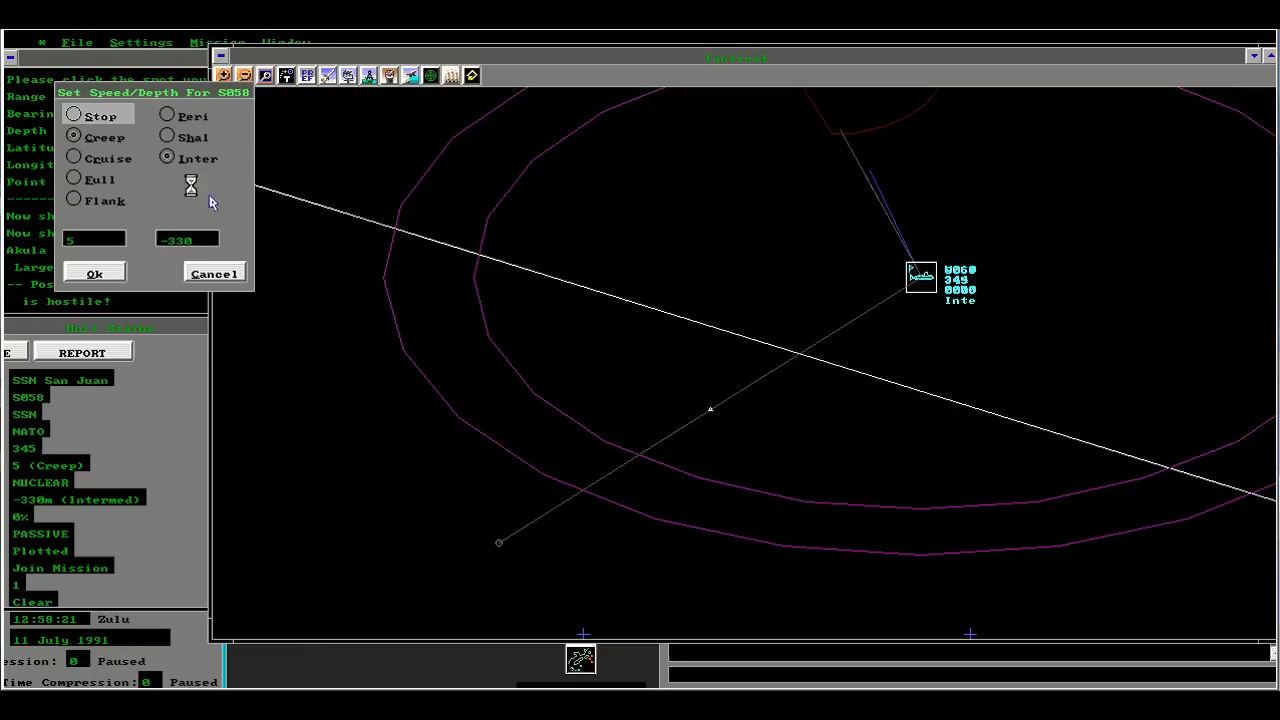 * File Settings Mission Window
Tactical
Please click the spot you
Range
Bearin
Depth
Latitu
Longit
Point
-------
Now sh
Now sh
Akula
Large
-- Pos
is hostile?
Set Speed/Depth For S058
Stop
Peri
Creep
Shal
Cruise
Inter
Full
Flank
5
-330
Ok
Cancel
W060
349
0000
Inte
Unit Status
E
REPORT
SSN San Juan
S058
SSN
NATO
345
5 (Creep)
NUCLEAR
-330m (Intermed)
0%
PASSIVE
Plotted
Join Mission
1
Clear
12:58:21 Zulu
11 July 1991
ession: 0 Paused
Time Compression:0 Paused